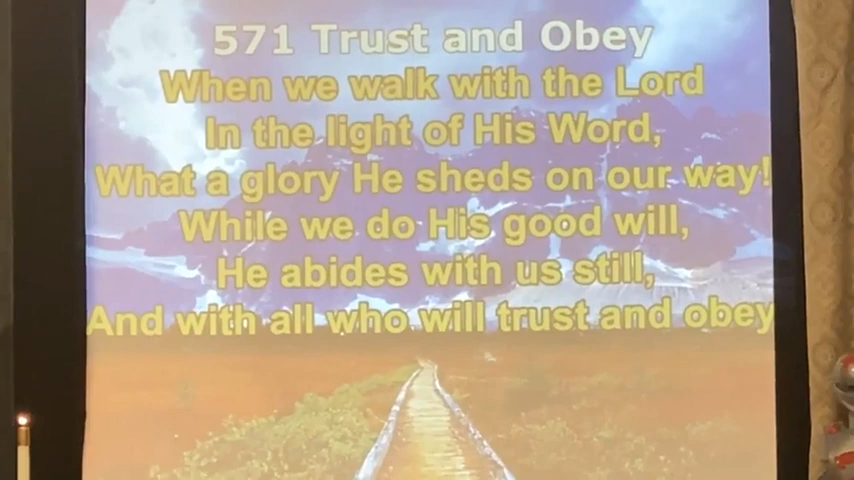 571 Trust and Obey
When we walk with the Lord
In the light of His Word,
What a glory He sheds on our way!
While we do His good will,
He abides with us still,
And with all who will trust and obey